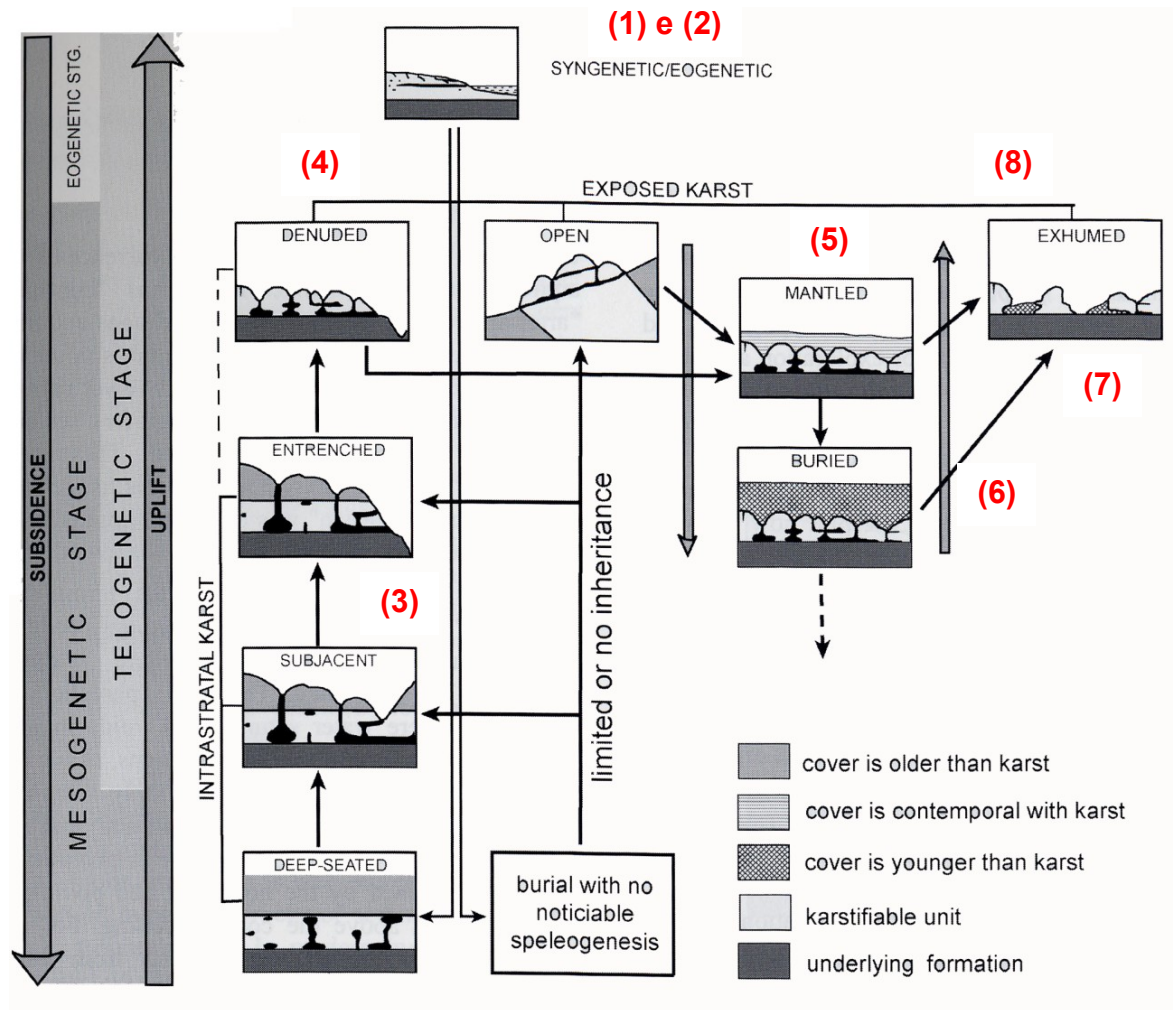 (1) e (2)
SYNGENETIC/EOGENETIC
EOGENETIC STG.
SUBSIDENCE
MESOGENETIC STAGE
TELOGENETIC STAGE
UPLIFT
(4)
EXPOSED KARST
(8)
DENUDED
OPEN
(5)
EXHUMED
MANTLED
(7)
ENTRENCHED
BURIED
(6)
INTRASTRATAL KARST
(3)
limited or no inheritance
SUBJACENT
DEEP-SEATED
burial with no
noticiable
speleogenesis
cover is older than karst
cover is contemporal with karst
cover is younger than karst
karstifiable unit
underlying formation